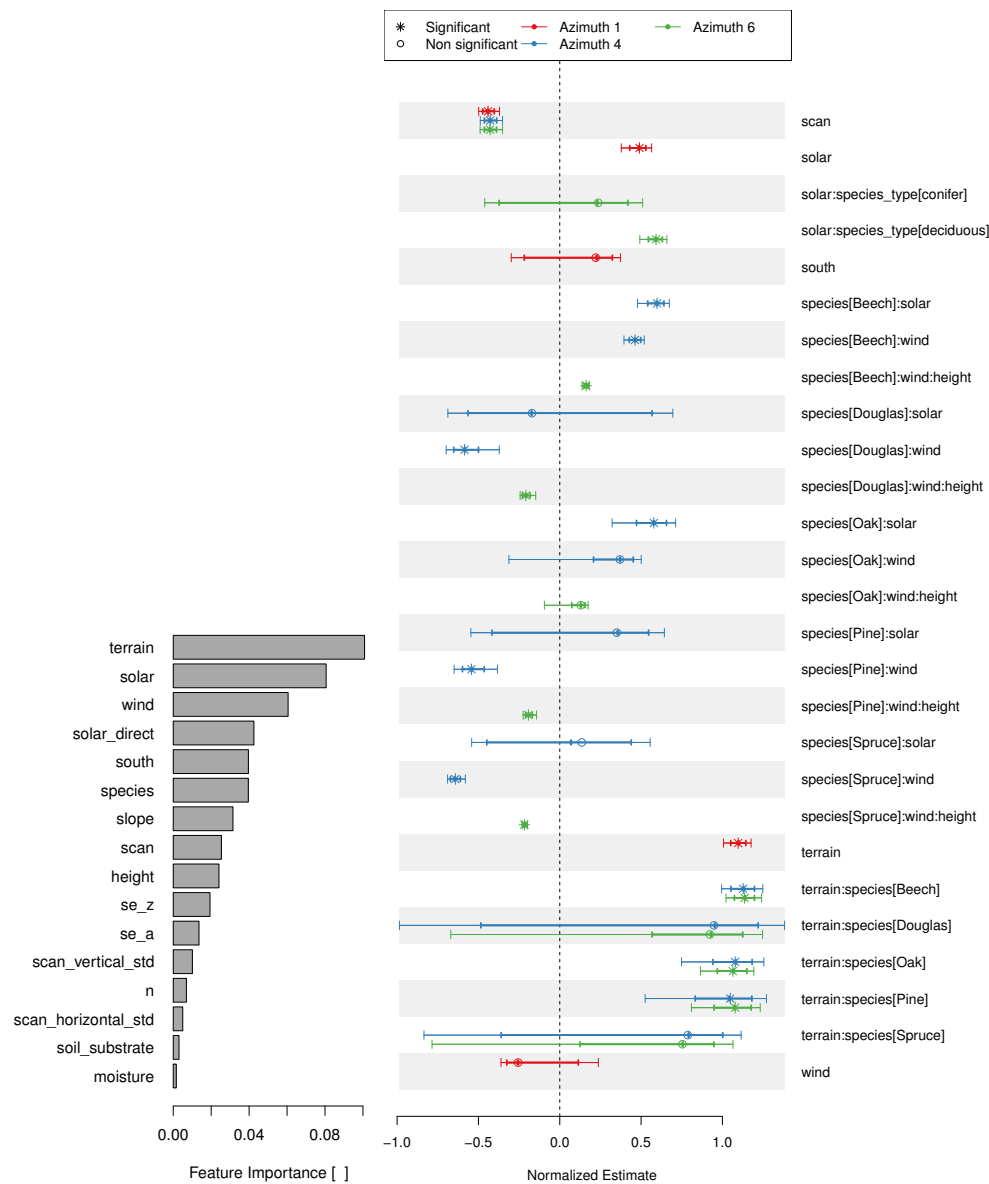 Significant
Non significant
Azimuth 1
Azimuth 4
Azimuth 6
scan
solar
solar:species_type[conifer]
solar:species_type[deciduous]
south
species[Beech]:solar
species[Beech]:wind
species[Beech]:wind:height
species[Douglas]:solar
species[Douglas]:wind
species[Douglas]:wind:height
species[Oak]:solar
species[Oak]:wind
species[Oak]:wind:height
species[Pine]:solar
species[Pine]:wind
species[Pine]:wind:height
species[Spruce]:solar
species[Spruce]:wind
species[Spruce]:wind:height
terrain
terrain:species[Beech]
terrain:species[Douglas]
terrain:species[Oak]
terrain:species[Pine]
terrain:species[Spruce]
wind
−1.0 −0.5 0.0 0.5 1.0
Normalized Estimate
terrain
solar
wind
solar_direct
south
species
slope
scan
height
se_z
se_a
scan_vertical_std
n
scan_horizontal_std
soil_substrate
moisture
0.00 0.04 0.08
Feature Importance [ ]